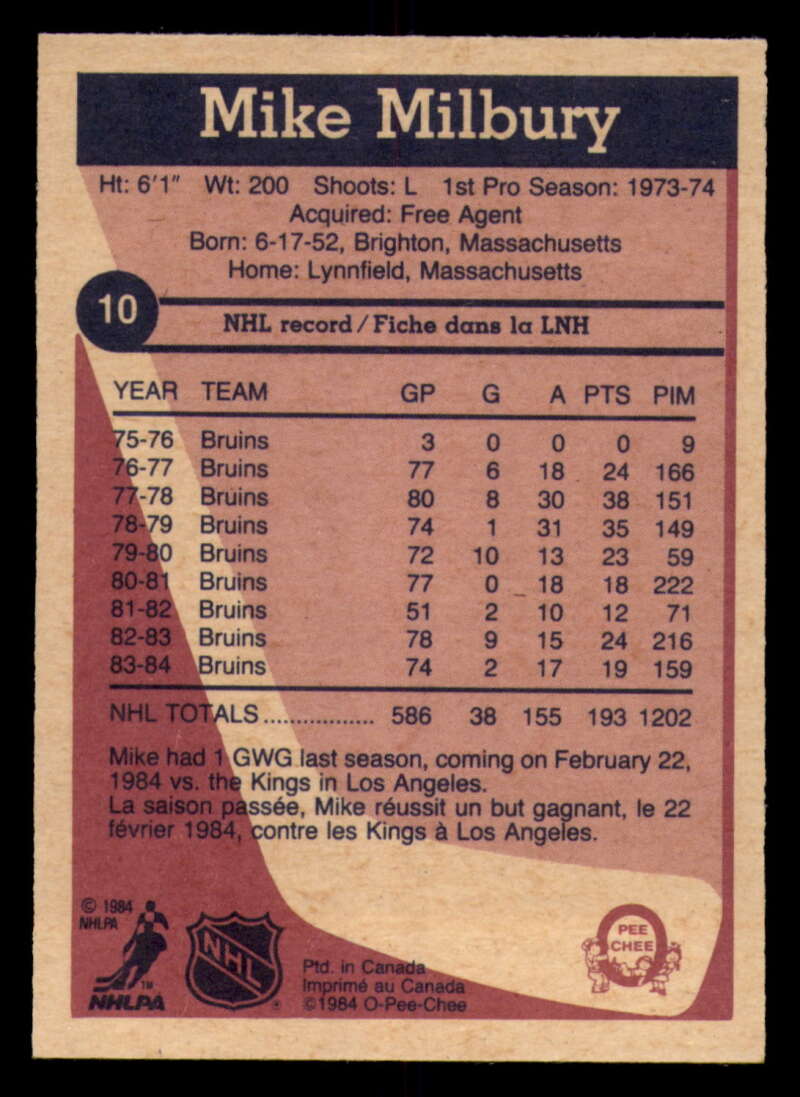 Mike Milbury
Ht: 6'1" Wt: 200 Shoots: L 1st Pro Season: 1973-74
Acquired: Free Agent
Born: 6-17-52, Brighton, Massachusetts
Home: Lynnfield, Massachusetts
10
NHL record/Fiche dans la LNH
YEAR TEAM GP G A PTS PIM
75-76 Bruins 3 0 0 0 9
76-77 Bruins 77 6 18 24 166
77-78 Bruins 80 8 30 38 151
78-79 Bruins 74 1 31 35 149
79-80 Bruins 72 10 13 23 59
80-81 Bruins 77 0 18 18 222
81-82 Bruins 51 2 10 12 71
82-83 Bruins 78 9 15 24 216
83-84 Bruins 74 2 17 19 159
NHL TOTALS................. 586 38 155 193 1202
Mike had 1 GWG last season, coming on February 22,
1984 vs. the Kings in Los Angeles.
La saison passée, Mike réussit un but gagnant, le 22
février 1984, contre les Kings à Los Angeles.
© 1984
NHLPA
TM
NHLPA
NHL
®
Ptd. in Canada
Imprimé au Canada
©1984 O-Pee-Chee
PEE
CHEE